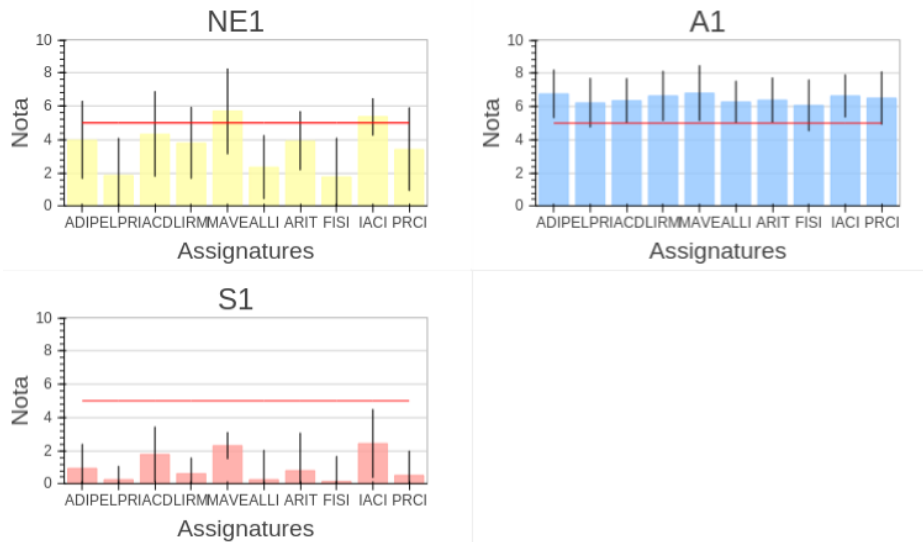 NE1
10
8
6
4
2
0
Nota
ADIPELPRIACDLIRMMAVEALLI ARIT FISI IACI PRCI
Assignatures
A1
10
8
6
4
2
0
Nota
ADIPELPRIACDLIRMMAVEALLI ARIT FISI IACI PRCI
Assignatures
S1
10
8
6
4
2
0
Nota
ADIPELPRIACDLIRMMAVEALLI ARIT FISI IACI PRCI
Assignatures